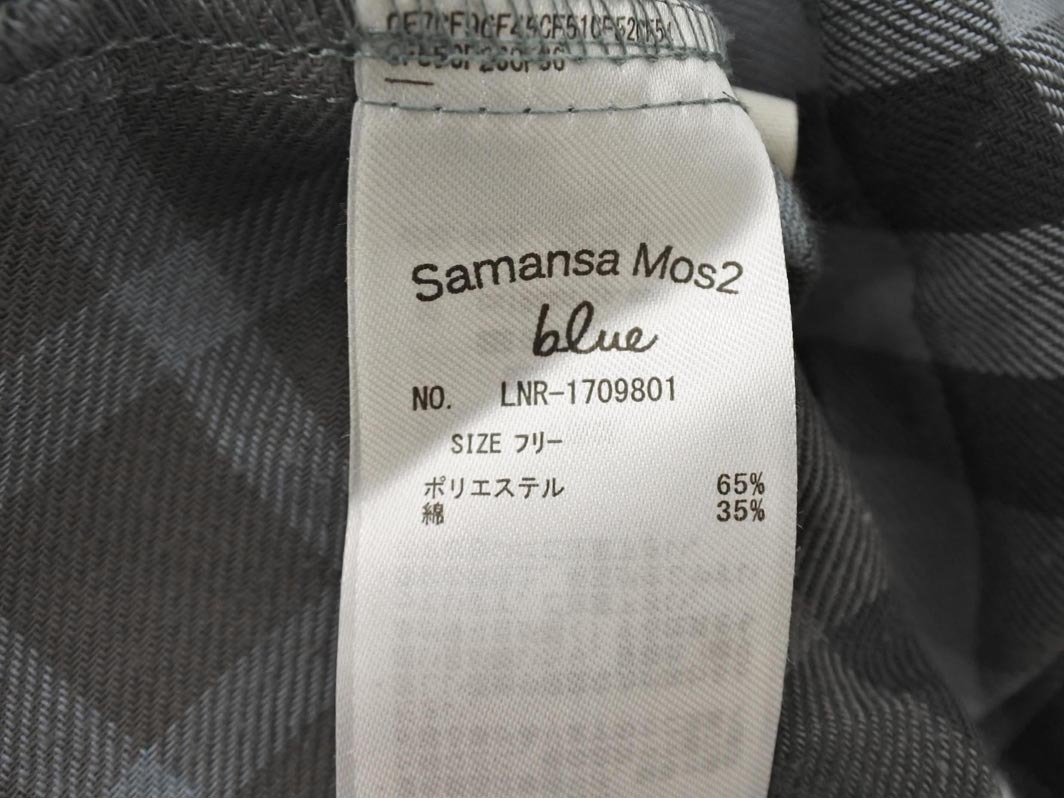 Samansa Mos2
blue
NO. LNR-1709801
SIZE フリー
ポリエステル 65%
綿 35%